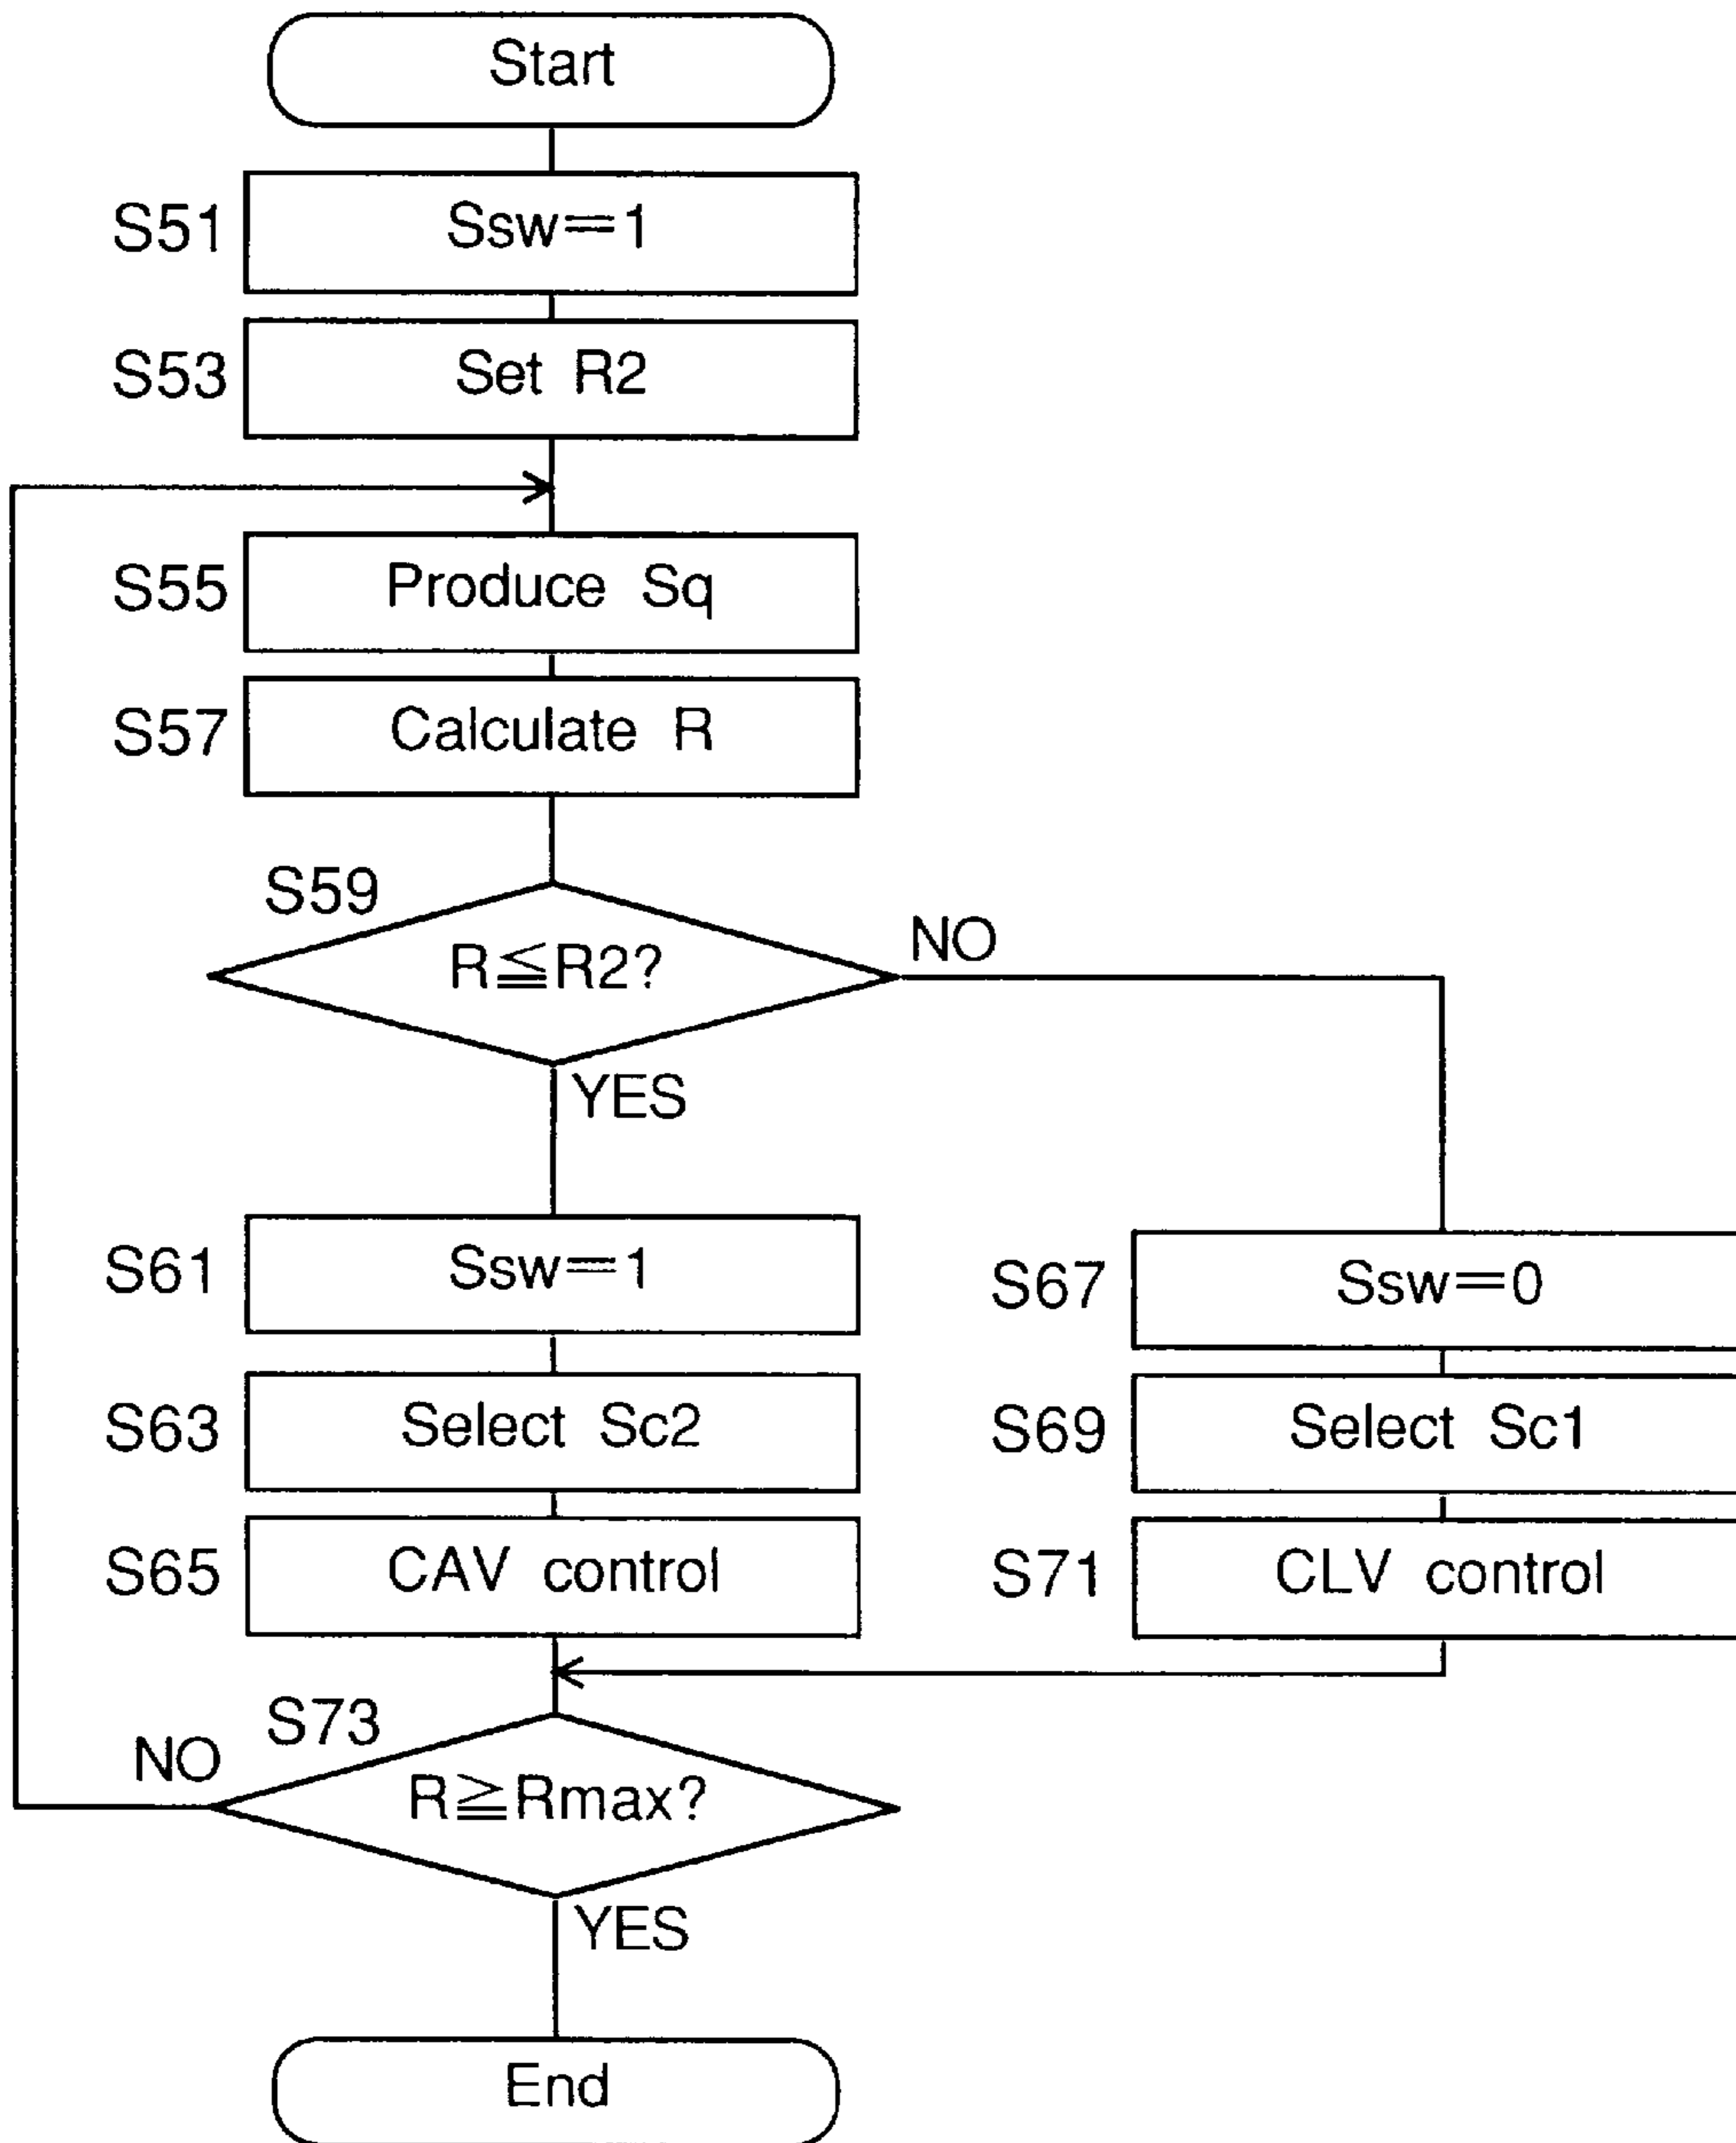 Start
S51 Ssw=1
S53 Set R2
S55 Produce Sq
S57 Calculate R
S59
R≦R2?
NO
YES
S61 Ssw=1
S67 Ssw=0
S63 Select Sc2
S69 Select Sc1
S65 CAV control
S71 CLV control
S73
NO
R≧Rmax?
YES
End